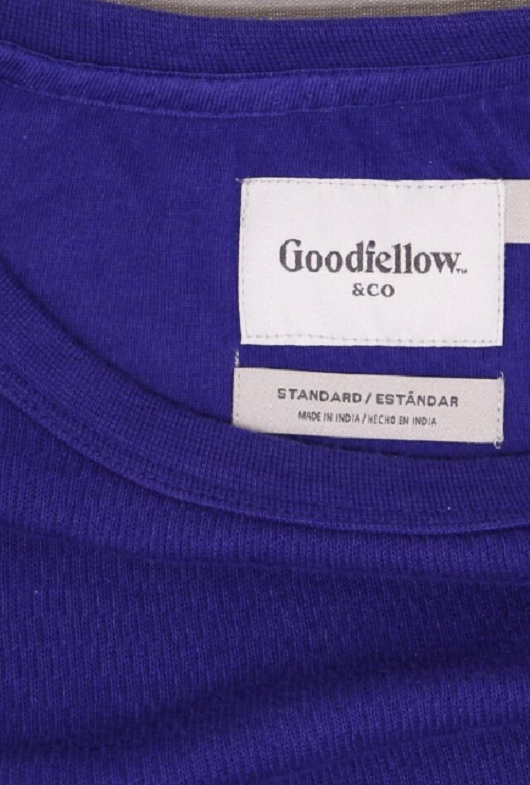 Goodfellow™
&CO
STANDARD / ESTÁNDAR
MADE IN INDIA / HECHO EN INDIA